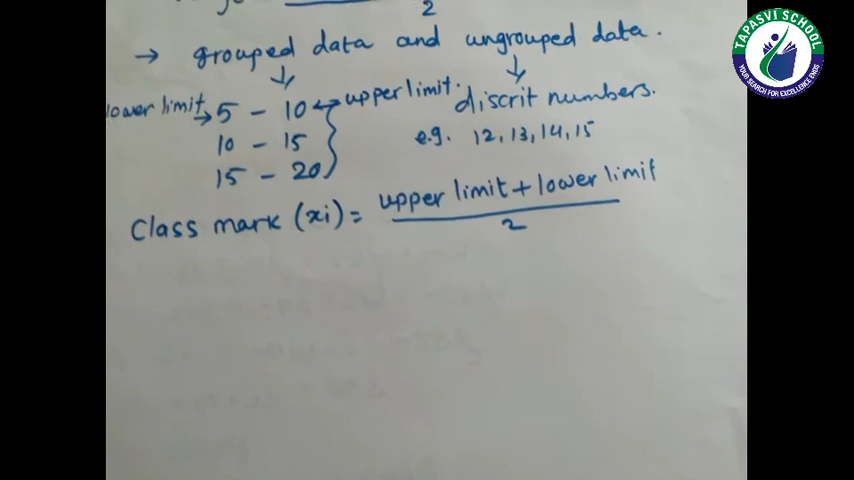 2
→ grouped data and ungrouped data.
lower limit → 5 - 10 ↔ upper limit.
discrit numbers.
10 - 15
e.g. 12, 13, 14, 15
15 - 20
Class mark (xi) = upper limit + lower limit
2
TAPASVI SCHOOL
YOUR SEARCH FOR EXCELLENCE ENDS